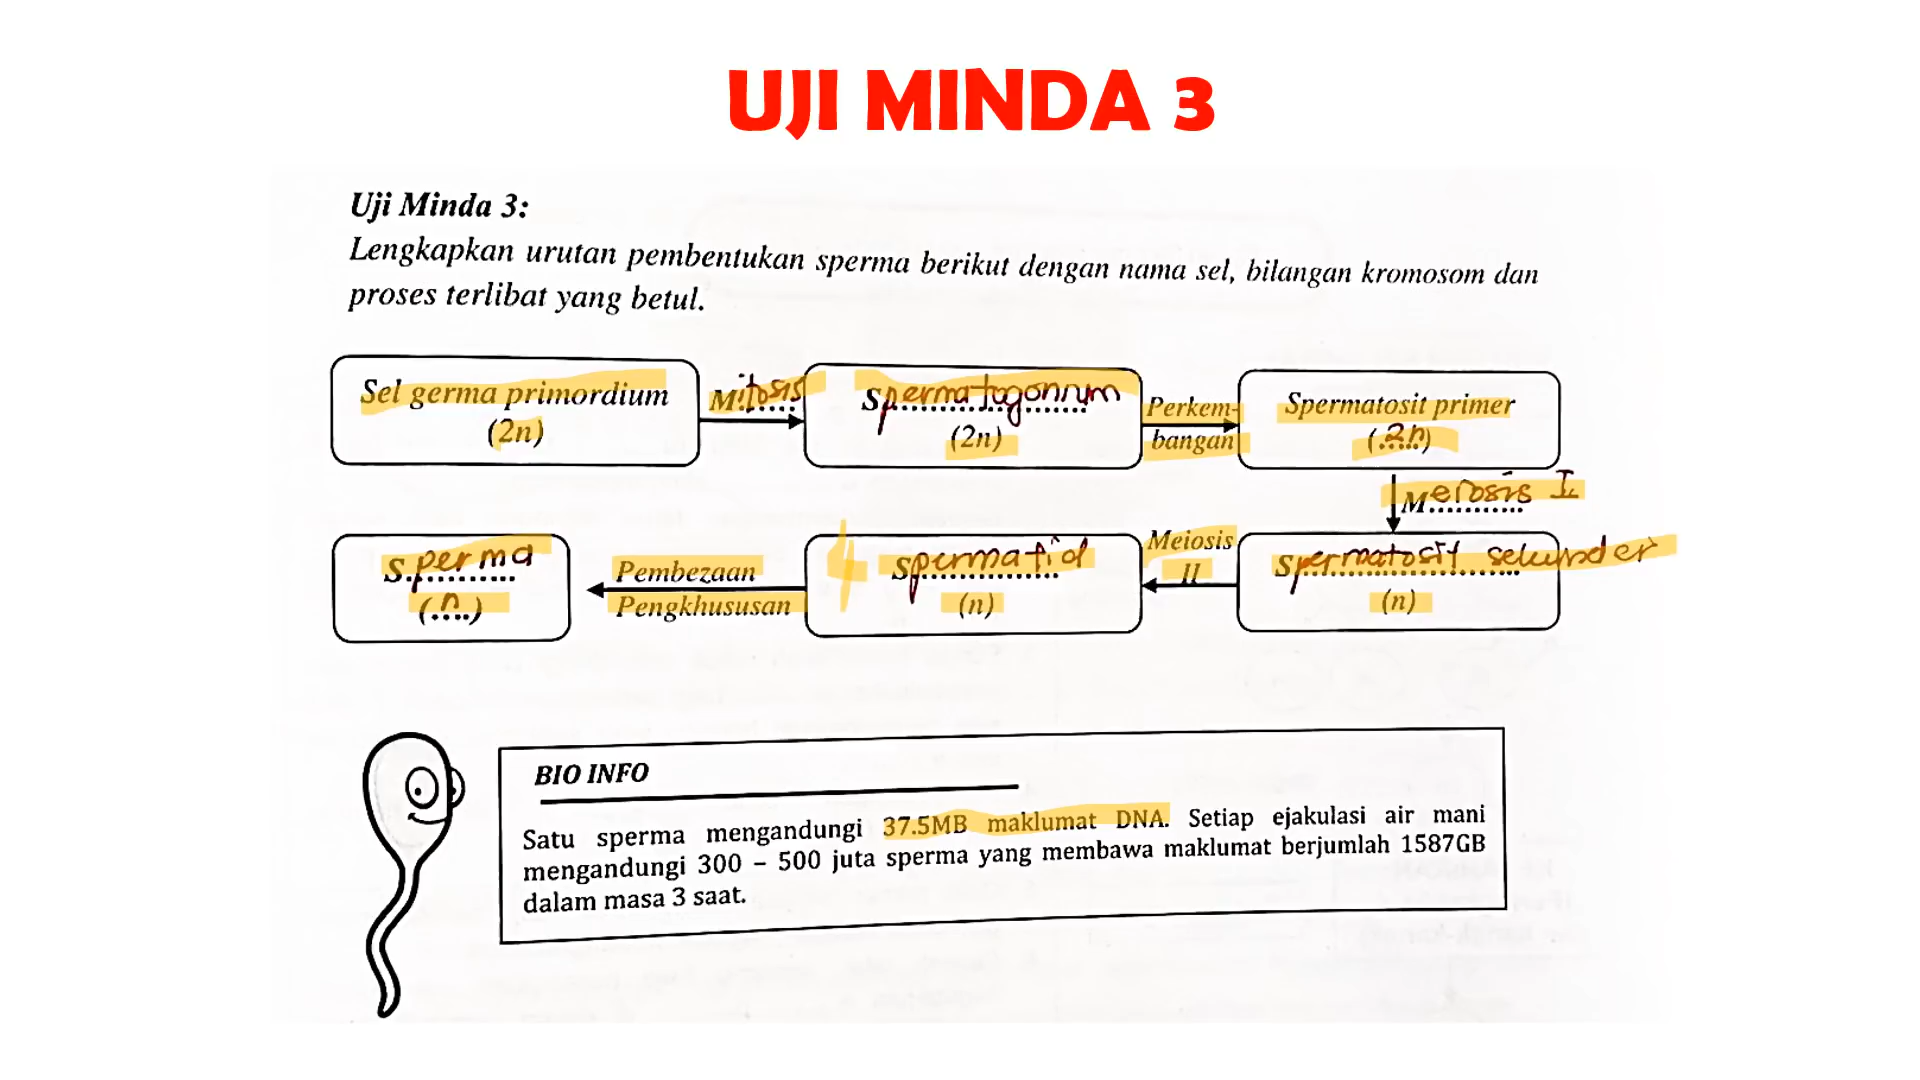 UJI MINDA 3
Uji Minda 3:
Lengkapkan urutan pembentukan sperma berikut dengan nama sel, bilangan kromosom dan
proses terlibat yang betul.
Sel germa primordium
(2n)
Mitosis
Spermatogonium
(2n)
Perkem-
bangan
Spermatosit primer
(2n)
Meiosis I
Spermatosit sekunder
(n)
Meiosis
II
Spermatid
(n)
4
Pembezaan
Pengkhususan
Sperma
(n)
BIO INFO
Satu sperma mengandungi 37.5MB maklumat DNA. Setiap ejakulasi air mani
mengandungi 300 – 500 juta sperma yang membawa maklumat berjumlah 1587GB
dalam masa 3 saat.